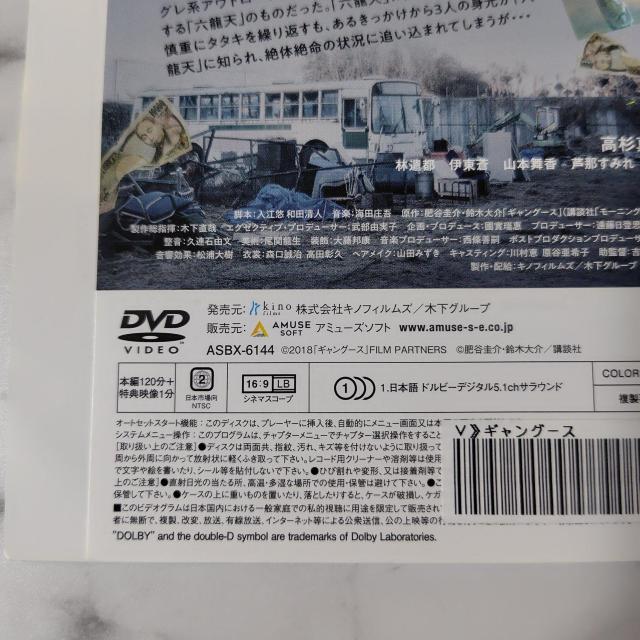 グレ系アウトロー
する「六龍天」のものだった。「六龍天」に
慎重にタタキを繰り返すも、あるきっかけから3人の身元が「六
龍天」に知られ、絶体絶命の状況に追い込まれてしまうが・・・
高杉真
林遣都 伊東蒼 山本舞香 芦那すみれ
脚本:入江悠 和田清人 音楽:海田庄吾 原作:肥谷圭介・鈴木大介「ギャングース」(講談社「モーニング
製作総指揮:木下直哉 エグゼクティブ・プロデューサー:武部由実子 企画・プロデュース:國實瑞惠 プロデューサー:
整音:久連石由文 美術:尾関龍生 装飾:大藤邦康 音楽プロデューサー:西條善嗣 ポストプロダクションプロデューサー
音響効果:松浦大樹 衣裳:森口誠治 高田彰久 ヘアメイク:山田みずき キャスティング:川村恵 原谷亜希子 助監督:
製作・配給:キノフィルムズ/木下グループ
DVD
VIDEO
発売元: kino films 株式会社キノフィルムズ/木下グループ
販売元: AMUSE SOFT アミューズソフト www.amuse-s-e.co.jp
ASBX-6144 ©2018「ギャングース」FILM PARTNERS ©肥谷圭介・鈴木大介/講談社
本編120分+
特典映像1分
2
日本市場向
NTSC
16:9 LB
シネマスコープ
1.日本語 ドルビーデジタル5.1chサラウンド
COLOR
複製
オートセットスタート機能:このディスクは、プレーヤーに挿入後、自動的にメニュー画面又は本
システムメニュー操作:このプログラムは、チャプターメニューでチャプター選択操作をすること
[取り扱い上のご注意]●ディスクは両面共、指紋、汚れ、キズ等を付けないように取り扱って
周から外周に向かって放射状に軽くふき取って下さい。レコード用クリーナーや溶剤等は使用
で文字や絵を書いたり、シール等を貼付しないで下さい。●ひび割れや変形、又は接着剤等で
上のご注意]●直射日光の当たる所、高温・多湿な場所での使用・保管は避けて下さい。●
保管して下さい。●ケースの上に重いものを置いたり、落としたりすると、ケースが破損し、ケガ
■このビデオグラムは日本国内における一般家庭での私的視聴に用途を限定して販売され
者に無断で、複製、改変、放送、有線放送、インターネット等による公衆送信、公の上映等の行
"DOLBY" and the double-D symbol are trademarks of Dolby Laboratories.
V》ギャングース